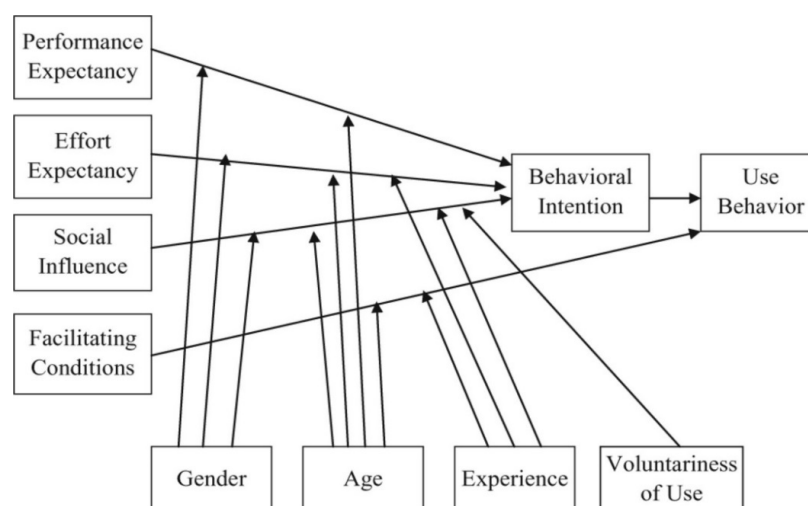 Performance
Expectancy
Effort
Expectancy
Social
Influence
Facilitating
Conditions
Behavioral
Intention
Use
Behavior
Gender
Age
Experience
Voluntariness
of Use